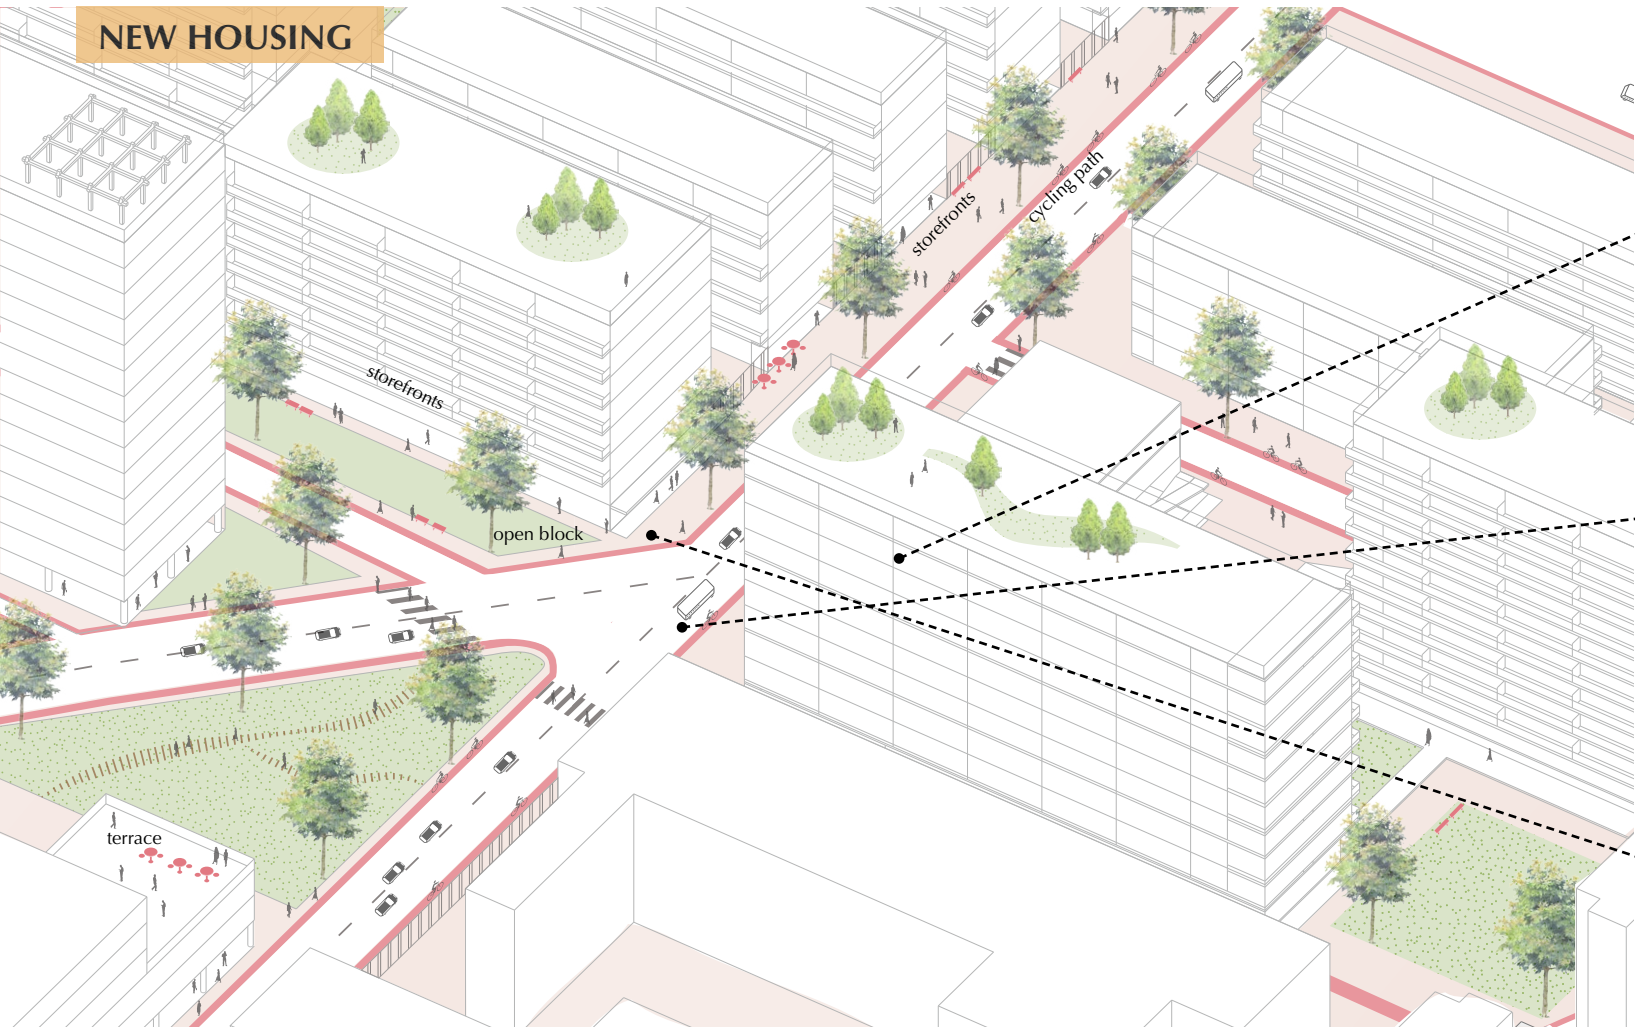 NEW HOUSING
cycling path
storefronts
storefronts
open block
terrace